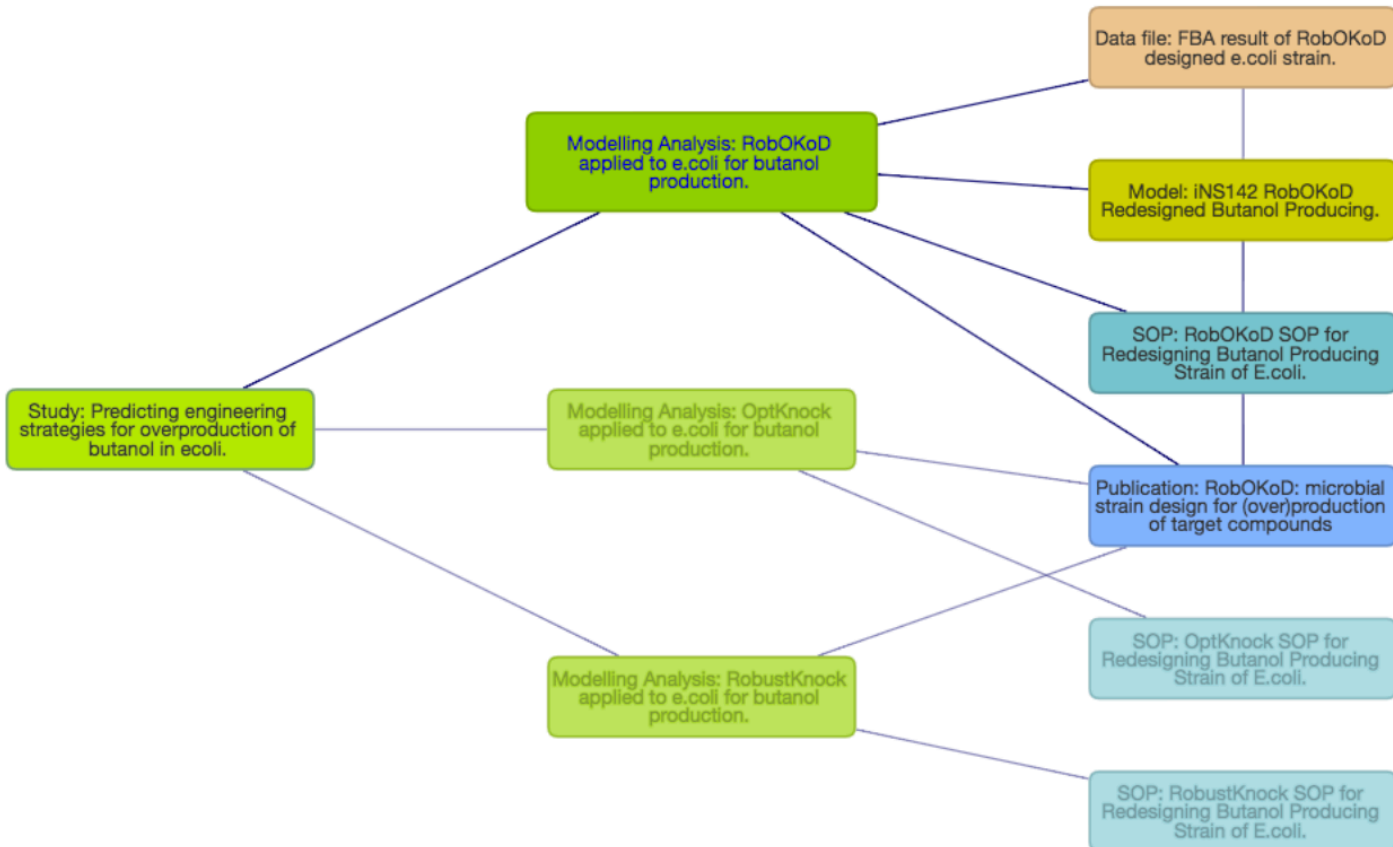 Data file: FBA result of RobOKoD
designed e.coli strain.
Modelling Analysis: RobOKoD
applied to e.coli for butanol
production.
Model: iNS142 RobOKoD
Redesigned Butanol Producing.
SOP: RobOKoD SOP for
Redesigning Butanol Producing
Strain of E.coli.
Study: Predicting engineering
strategies for overproduction of
butanol in ecoli.
Modelling Analysis: OptKnock
applied to e.coli for butanol
production.
Publication: RobOKoD: microbial
strain design for (over)production
of target compounds
SOP: OptKnock SOP for
Redesigning Butanol Producing
Strain of E.coli.
Modelling Analysis: RobustKnock
applied to e.coli for butanol
production.
SOP: RobustKnock SOP for
Redesigning Butanol Producing
Strain of E.coli.